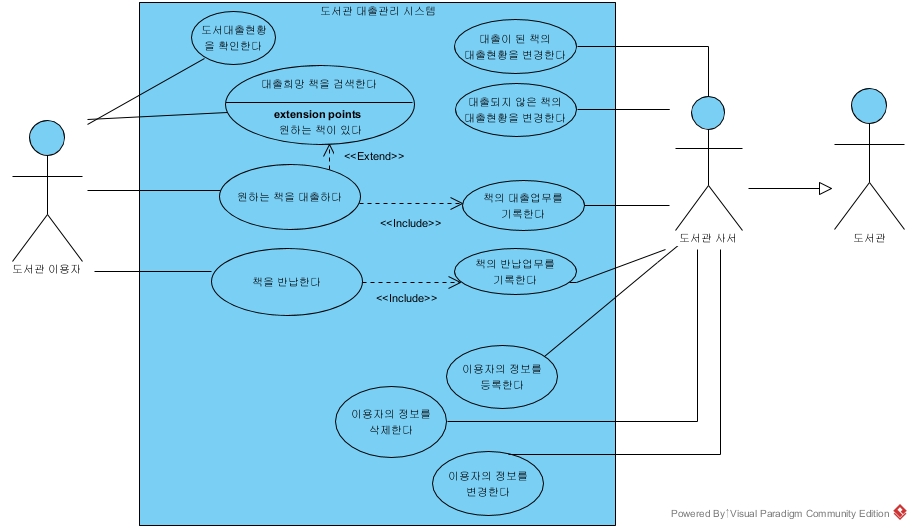 도서관 대출관리 시스템
도서대출현황
을 확인한다
대출이 된 책의
대출현황을 변경한다
대출희망 책을 검색한다
extension points
원하는 책이 있다
대출되지 않은 책의
대출현황을 변경한다
<<Extend>>
원하는 책을 대출하다
<<Include>>
책의 대출업무를
기록한다
도서관 이용자
도서관 사서
도서관
책을 반납한다
<<Include>>
책의 반납업무를
기록한다
이용자의 정보를
등록한다
이용자의 정보를
삭제한다
이용자의 정보를
변경한다
Powered By Visual Paradigm Community Edition